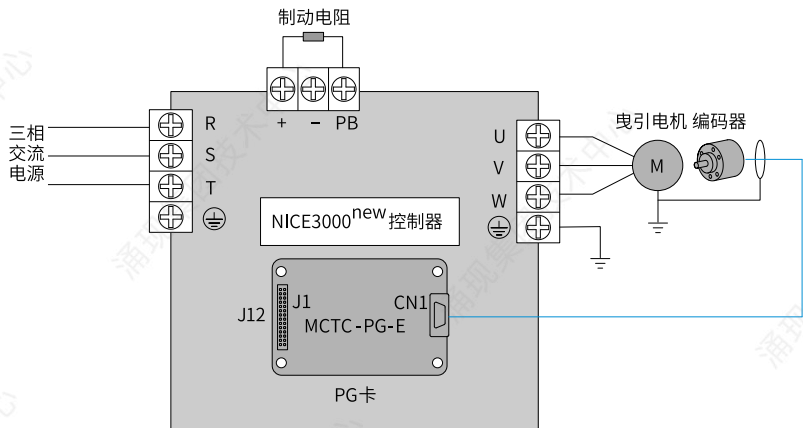 制动电阻
+ − PB
三相
交流
电源
R
S
T
U
V
W
曳引电机 编码器
M
NICE3000new控制器
J12
J1
CN1
MCTC-PG-E
PG卡